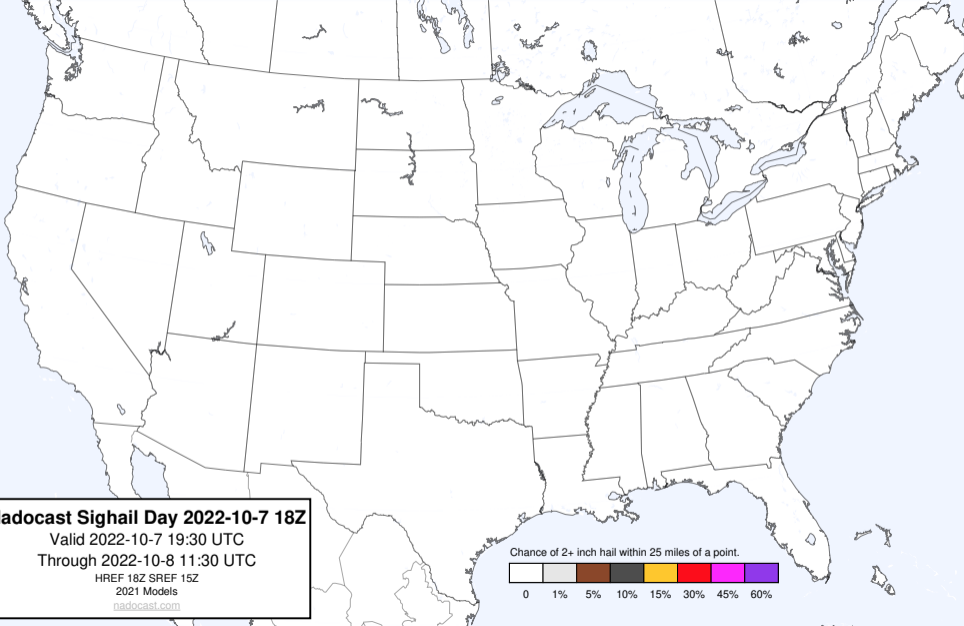 adocast Sighail Day 2022-10-7 18Z
Valid 2022-10-7 19:30 UTC
Through 2022-10-8 11:30 UTC
HREF 18Z SREF 15Z
2021 Models
nadocast.com
Chance of 2+ inch hail within 25 miles of a point.
0 1% 5% 10% 15% 30% 45% 60%